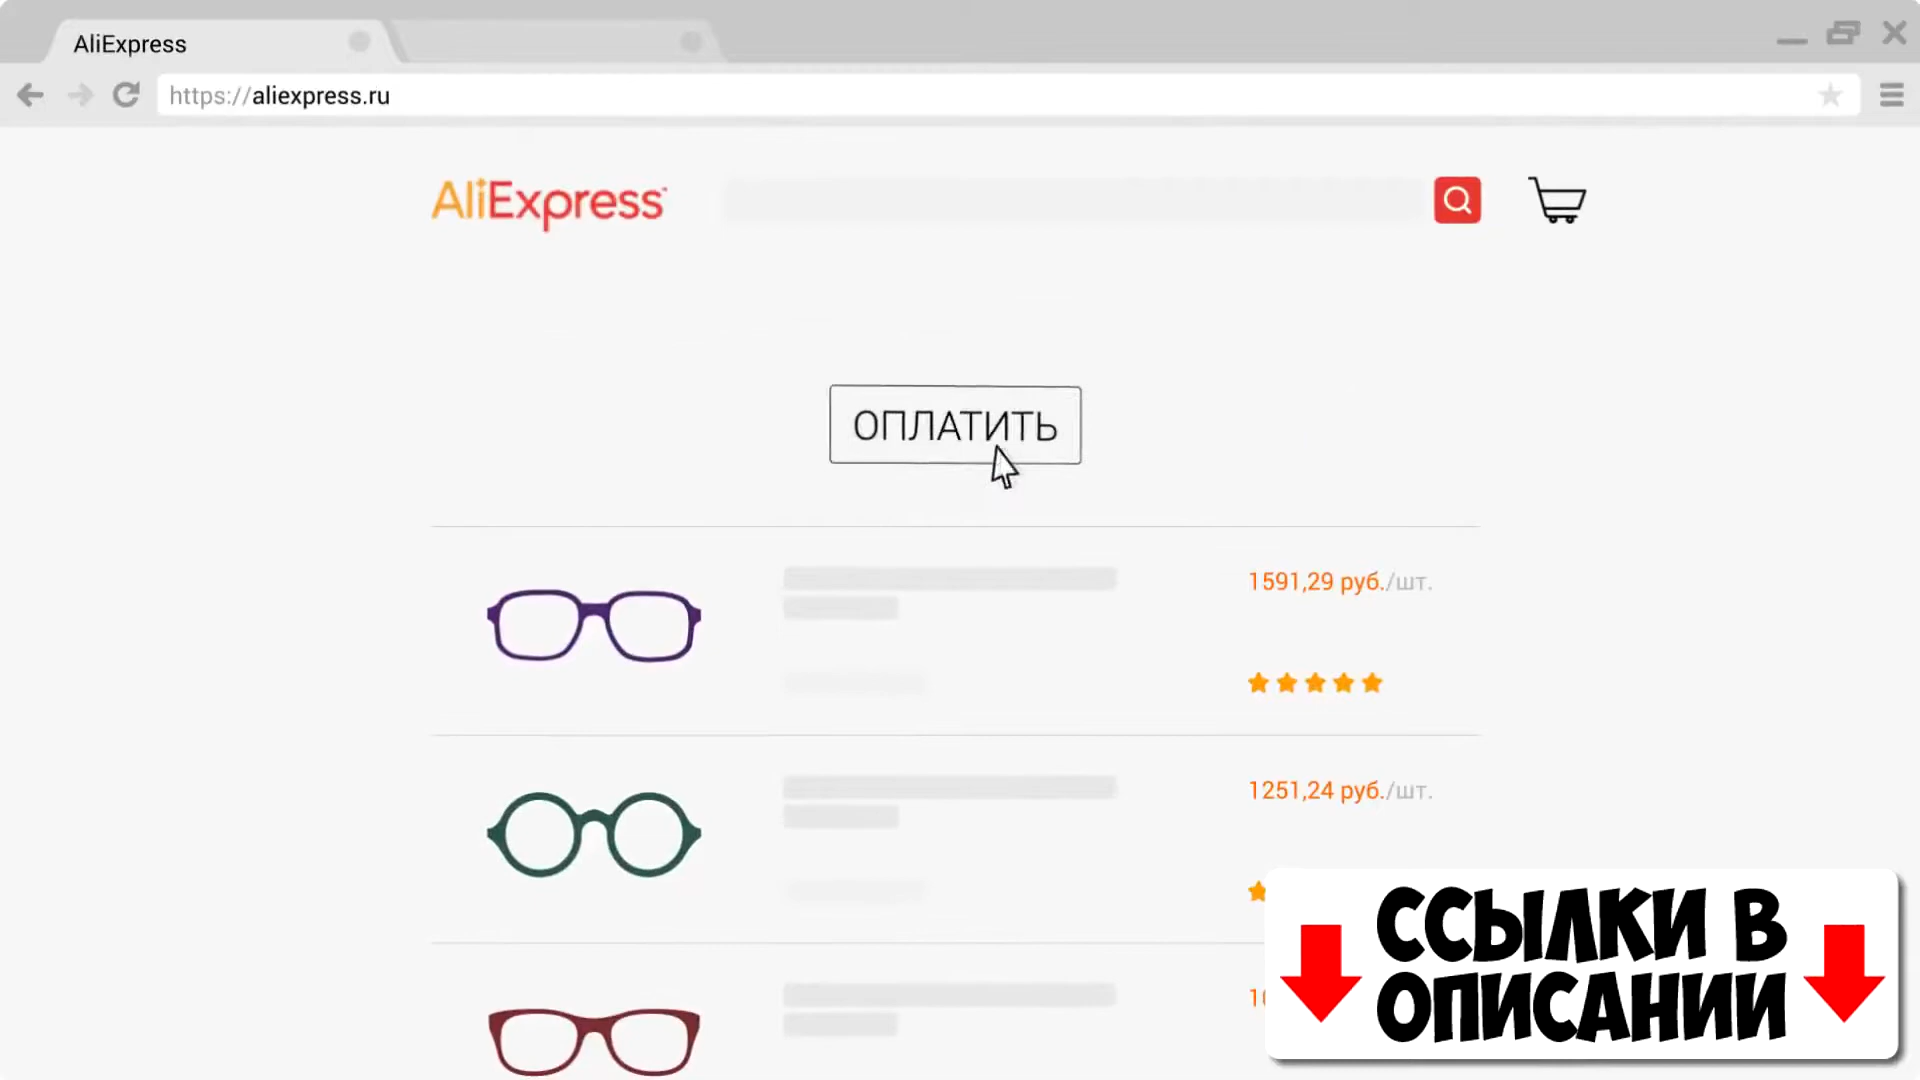 AliExpress
https://aliexpress.ru
AliExpress
ОПЛАТИТЬ
1591,29 руб./шт.
1251,24 руб./шт.
ССЫЛКИ В
ОПИСАНИИ